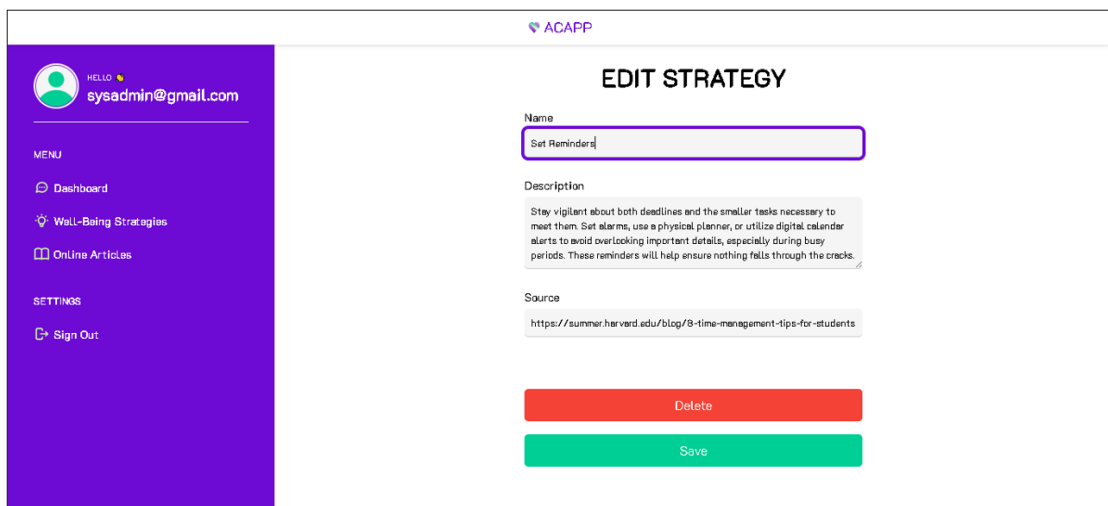 ACAPP
HELLO 👋
sysadmin@gmail.com
MENU
Dashboard
Well-Being Strategies
Online Articles
SETTINGS
Sign Out
EDIT STRATEGY
Name
Set Reminders
Description
Stay vigilant about both deadlines and the smaller tasks necessary to
meet them. Set alarms, use a physical planner, or utilize digital calendar
alerts to avoid overlooking important details, especially during busy
periods. These reminders will help ensure nothing falls through the cracks.
Source
https://summer.harvard.edu/blog/8-time-management-tips-for-students
Delete
Save